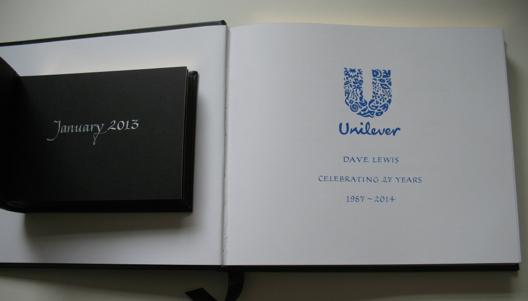 January 2013
Unilever
DAVE LEWIS
CELEBRATING 27 YEARS
1987 ~ 2014